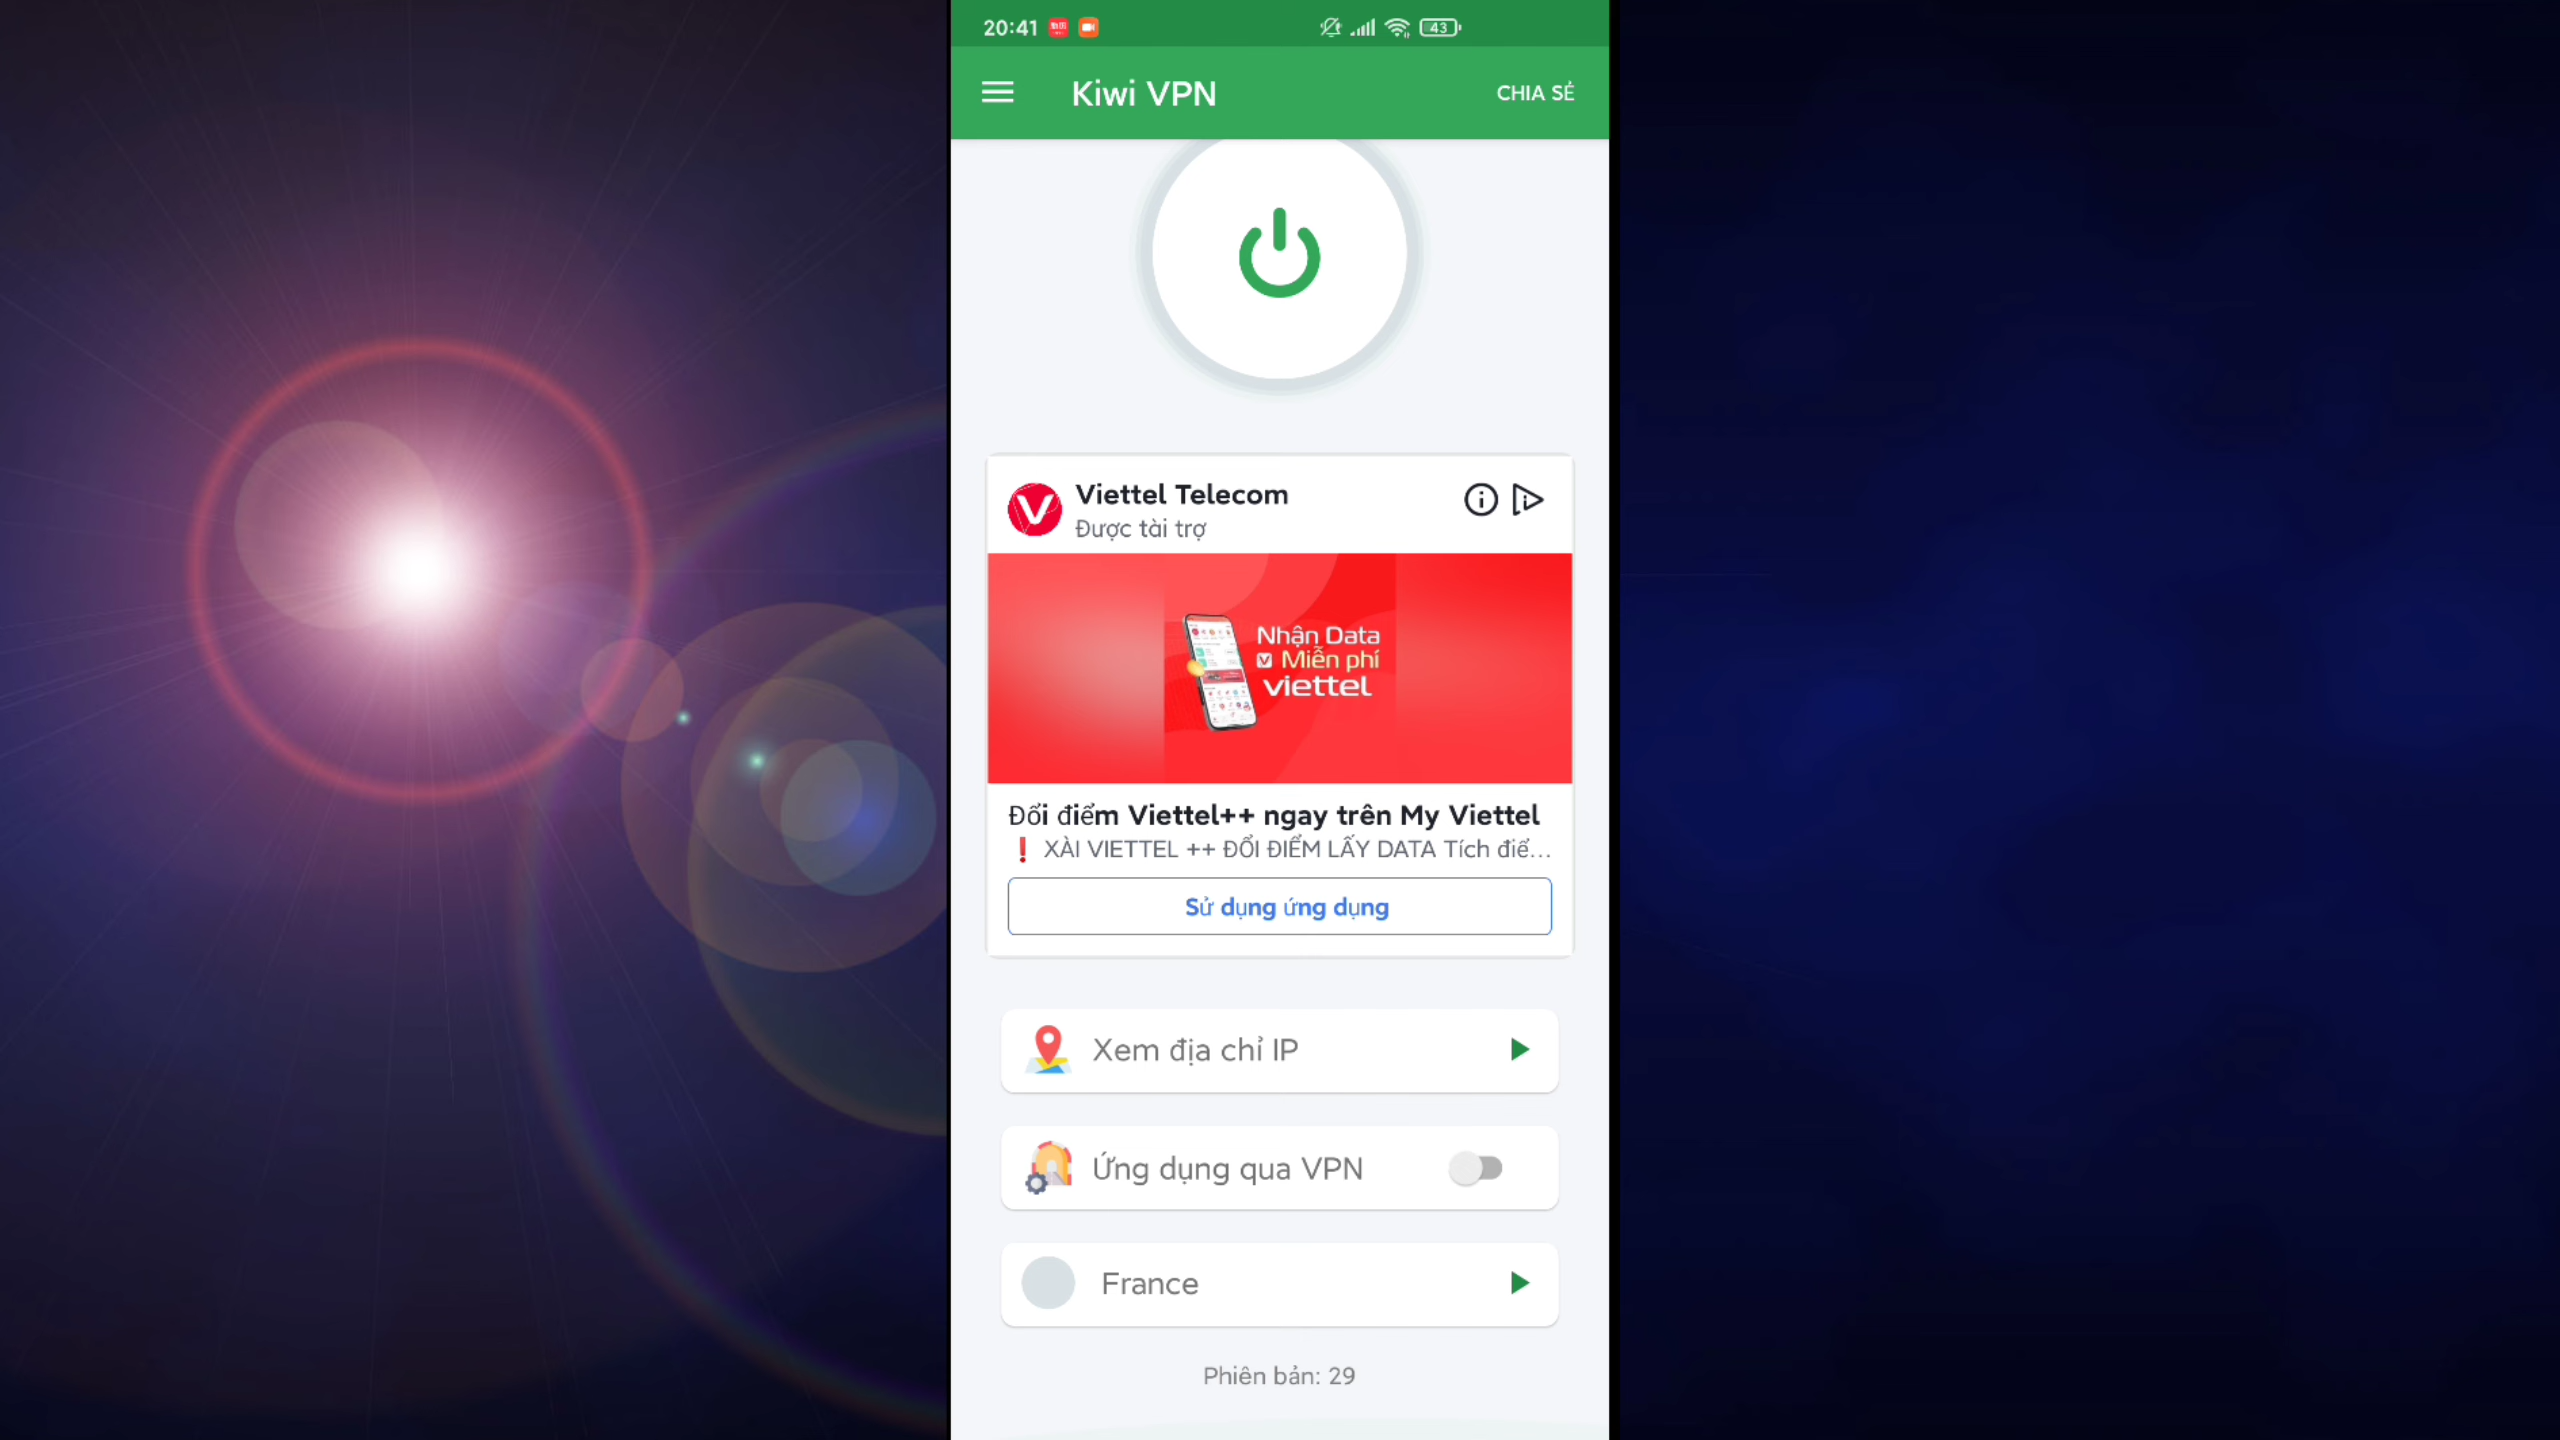 20:41
43
Kiwi VPN
CHIA SẺ
Viettel Telecom
Được tài trợ
Nhận Data
Miễn phí
viettel
Đổi điểm Viettel++ ngay trên My Viettel
❗ XÀI VIETTEL ++ ĐỔI ĐIỂM LẤY DATA Tích điể...
Sử dụng ứng dụng
Xem địa chỉ IP
Ứng dụng qua VPN
France
Phiên bản: 29